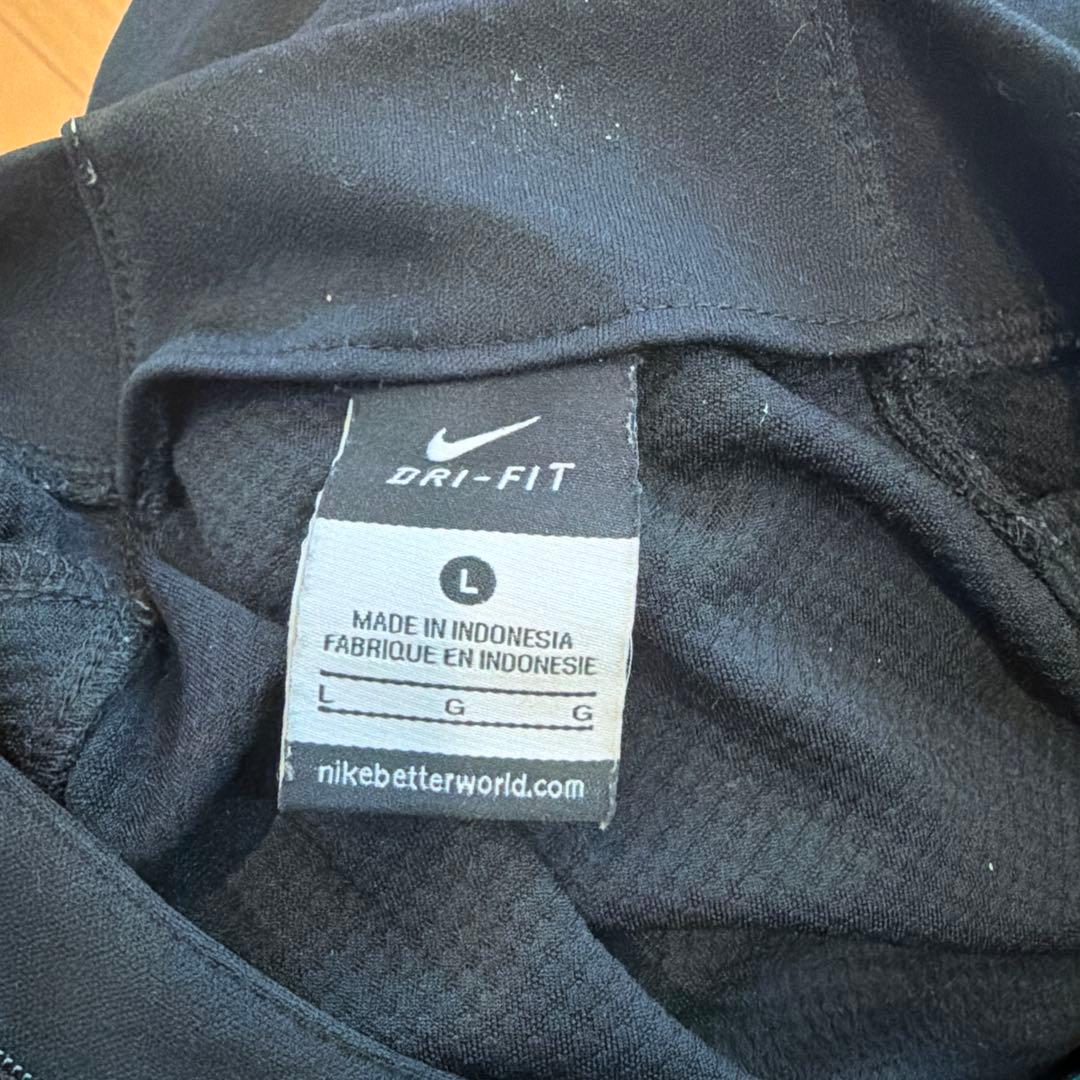 DRI-FIT
L
MADE IN INDONESIA
FABRIQUE EN INDONESIE
L G G
nikebetterworld.com